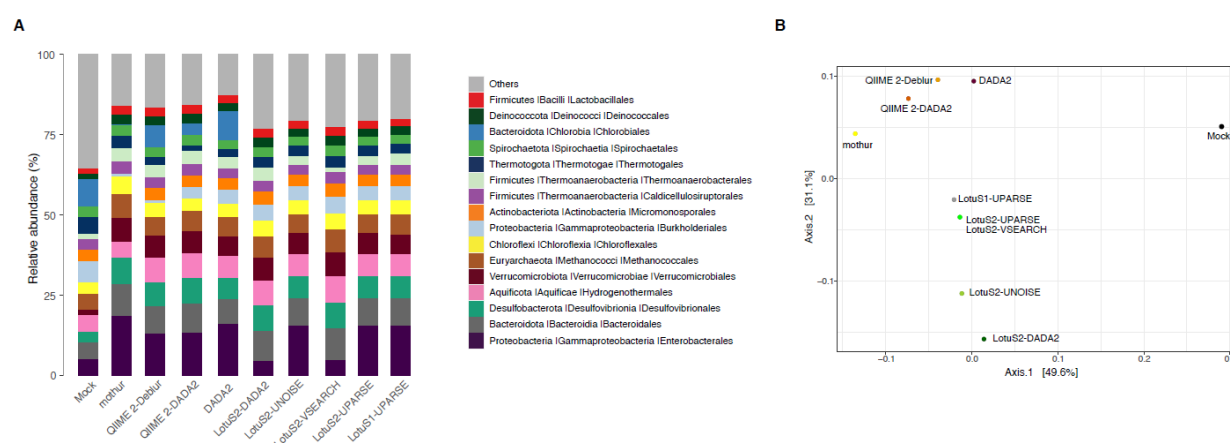 A
100
75
50
25
0
Relative abundance (%)
Mock
mothur
QIIME 2-Deblur
QIIME 2-DADA2
DADA2
LotuS2-DADA2
LotuS2-UNOISE
LotuS2-VSEARCH
LotuS2-UPARSE
LotuS1-UPARSE
Others
Firmicutes |Bacilli |Lactobacillales
Deinococcota |Deinococci |Deinococcales
Bacteroidota |Chlorobia |Chlorobiales
Spirochaetota |Spirochaetia |Spirochaetales
Thermotogota |Thermotogae |Thermotogales
Firmicutes |Thermoanaerobacteria |Thermoanaerobacterales
Firmicutes |Thermoanaerobacteria |Caldicellulosiruptorales
Actinobacteriota |Actinobacteria |Micromonosporales
Proteobacteria |Gammaproteobacteria |Burkholderiales
Chloroflexi |Chloroflexia |Chloroflexales
Euryarchaeota |Methanococci |Methanococcales
Verrucomicrobiota |Verrucomicrobiae |Verrucomicrobiales
Aquificota |Aquificae |Hydrogenothermales
Desulfobacterota |Desulfovibrionia |Desulfovibrionales
Bacteroidota |Bacteroidia |Bacteroidales
Proteobacteria |Gammaproteobacteria |Enterobacterales
B
0.1
0.0
−0.1
Axis.2 [31.1%]
QIIME 2-Deblur
DADA2
QIIME 2-DADA2
mothur
Mock
LotuS1-UPARSE
LotuS2-UPARSE
LotuS2-VSEARCH
LotuS2-UNOISE
LotuS2-DADA2
−0.1
0.0
0.1
0.2
Axis.1 [49.6%]